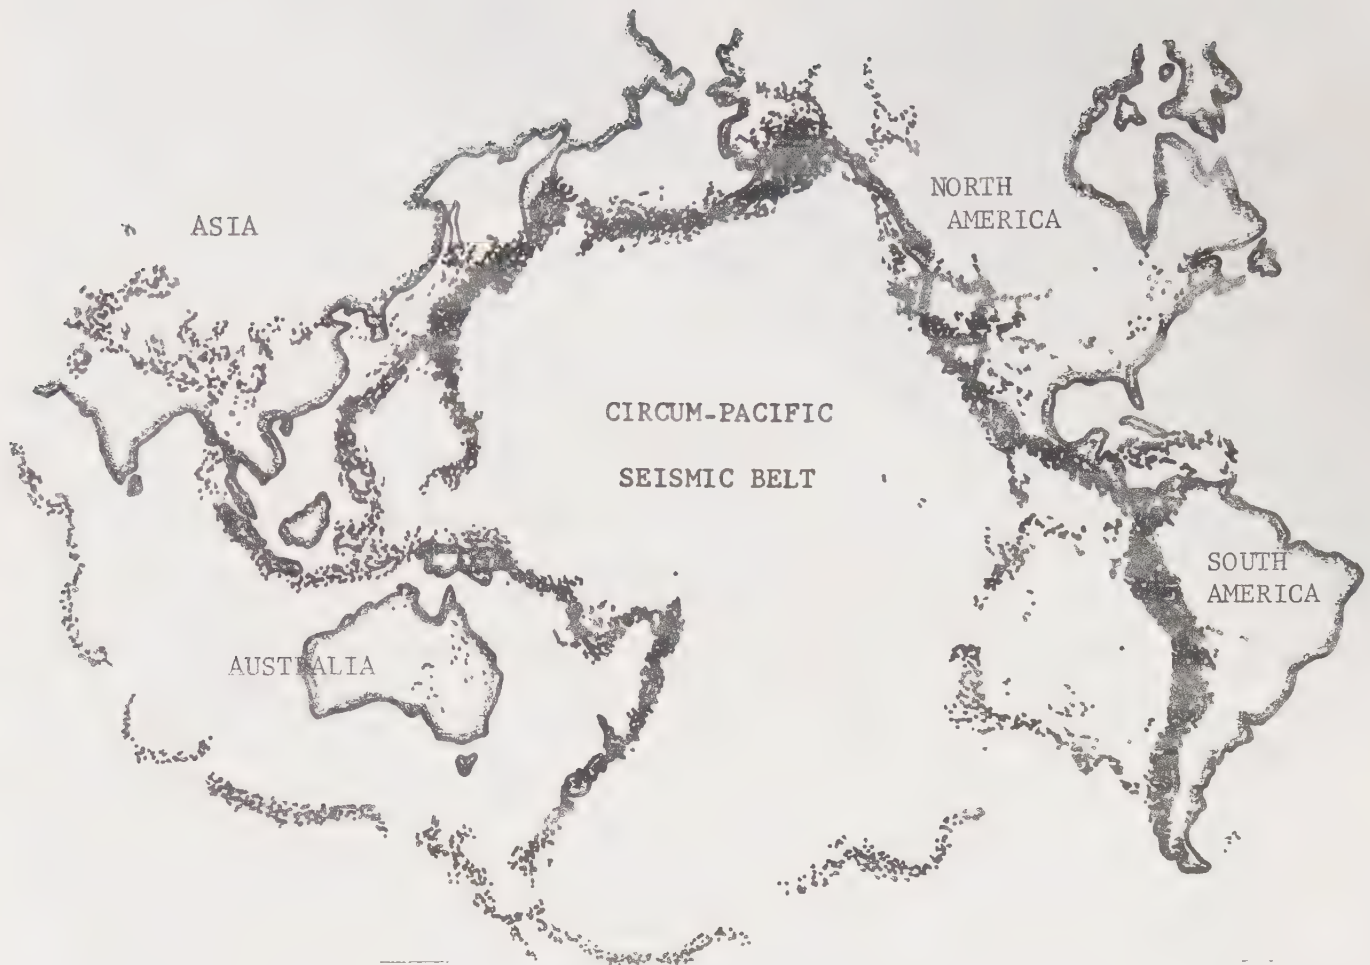 ASIA
NORTH
AMERICA
CIRCUM-PACIFIC
SEISMIC BELT
SOUTH
AMERICA
AUSTRALIA